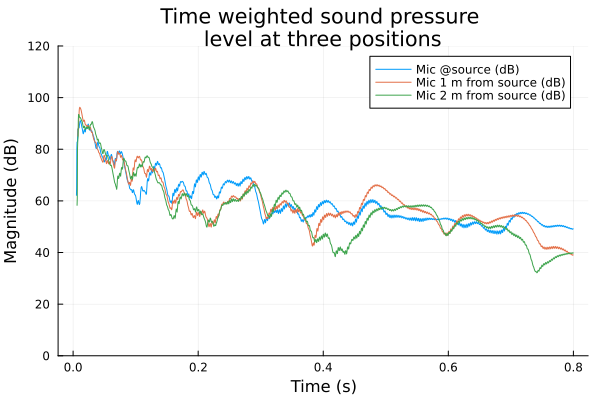 Time weighted sound pressure
level at three positions
Mic @source (dB)
Mic 1 m from source (dB)
Mic 2 m from source (dB)
Magnitude (dB)
120
100
80
60
40
20
0
0.0 0.2 0.4 0.6 0.8
Time (s)